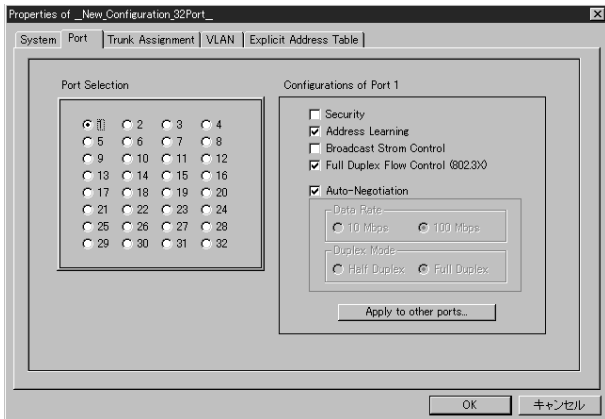 Properties of _New_Configuration_32Port_
System Port Trunk Assignment VLAN Explicit Address Table
Port Selection
1 2 3 4
5 6 7 8
9 10 11 12
13 14 15 16
17 18 19 20
21 22 23 24
25 26 27 28
29 30 31 32
Configurations of Port 1
Security
Address Learning
Broadcast Strom Control
Full Duplex Flow Control (802.3X)
Auto-Negotiation
Data Rate
10 Mbps 100 Mbps
Duplex Mode
Half Duplex Full Duplex
Apply to other ports...
OK キャンセル